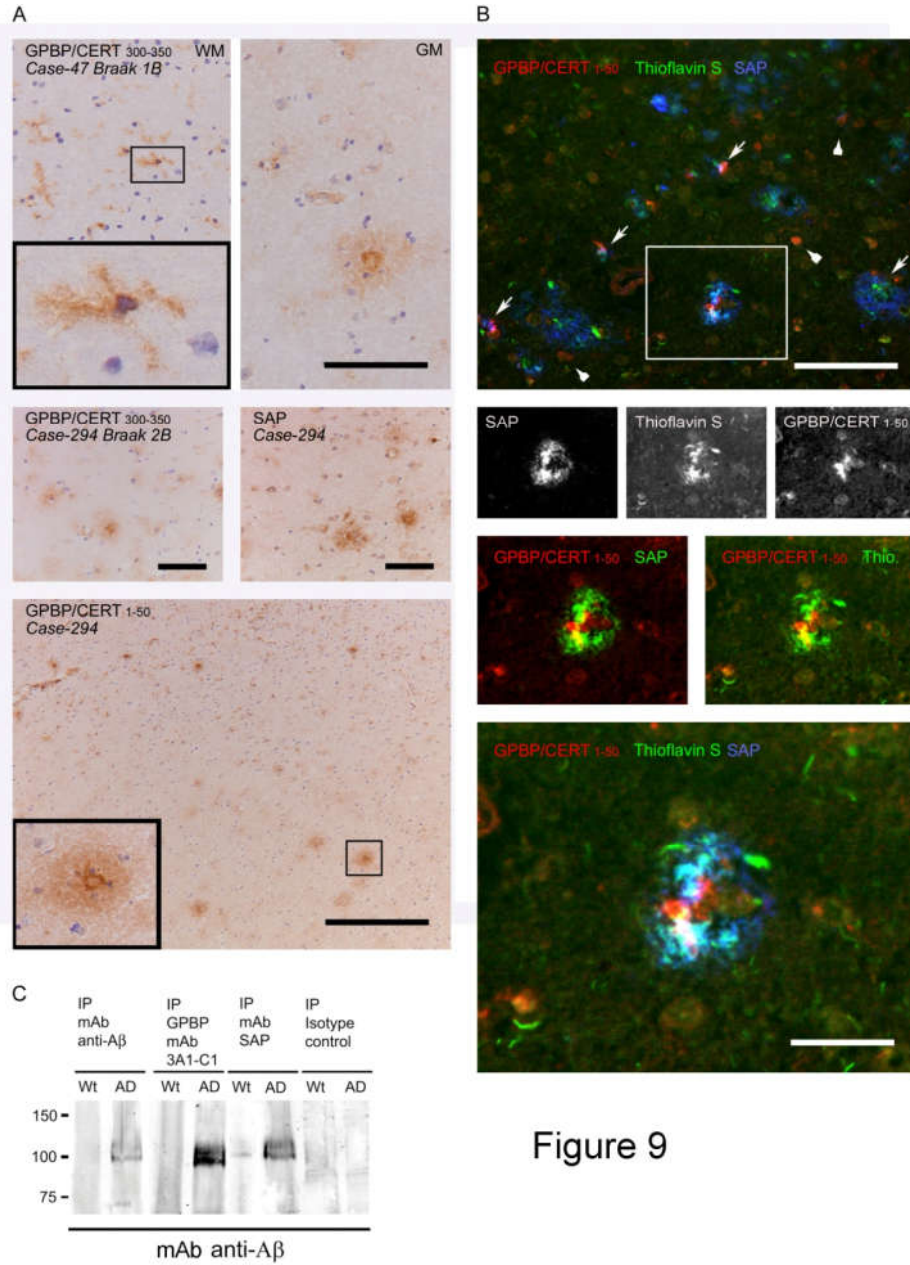 A
GPBP/CERT 300-350 WM
Case-47 Braak 1B
GM
GPBP/CERT 300-350
Case-294 Braak 2B
SAP
Case-294
GPBP/CERT 1-50
Case-294
B
GPBP/CERT 1-50 Thioflavin S SAP
SAP
Thioflavin S
GPBP/CERT 1-50
GPBP/CERT 1-50 SAP
GPBP/CERT 1-50 Thio.
GPBP/CERT 1-50 Thioflavin S SAP
C
IP mAb anti-Aβ
IP GPBP mAb 3A1-C1
IP mAb SAP
IP Isotype control
Wt AD Wt AD Wt AD Wt AD
150
100
75
mAb anti-Aβ
Figure 9